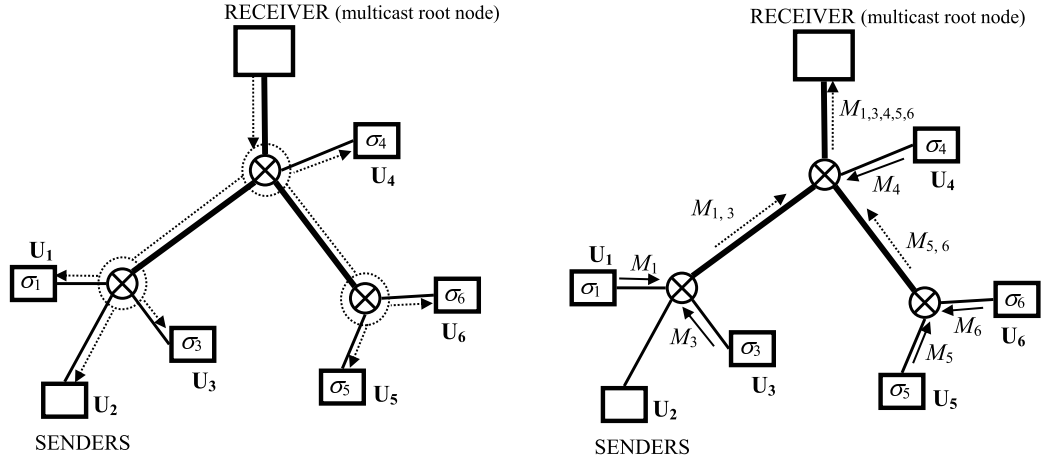 RECEIVER (multicast root node)
σ4
U4
U1
σ1
σ3
U3
σ6
U6
σ5
U5
U2
SENDERS
RECEIVER (multicast root node)
M1,3,4,5,6
σ4
M4
U4
M1, 3
M5, 6
U1
M1
σ1
M3
σ3
U3
σ6
M6
U6
M5
σ5
U5
U2
SENDERS